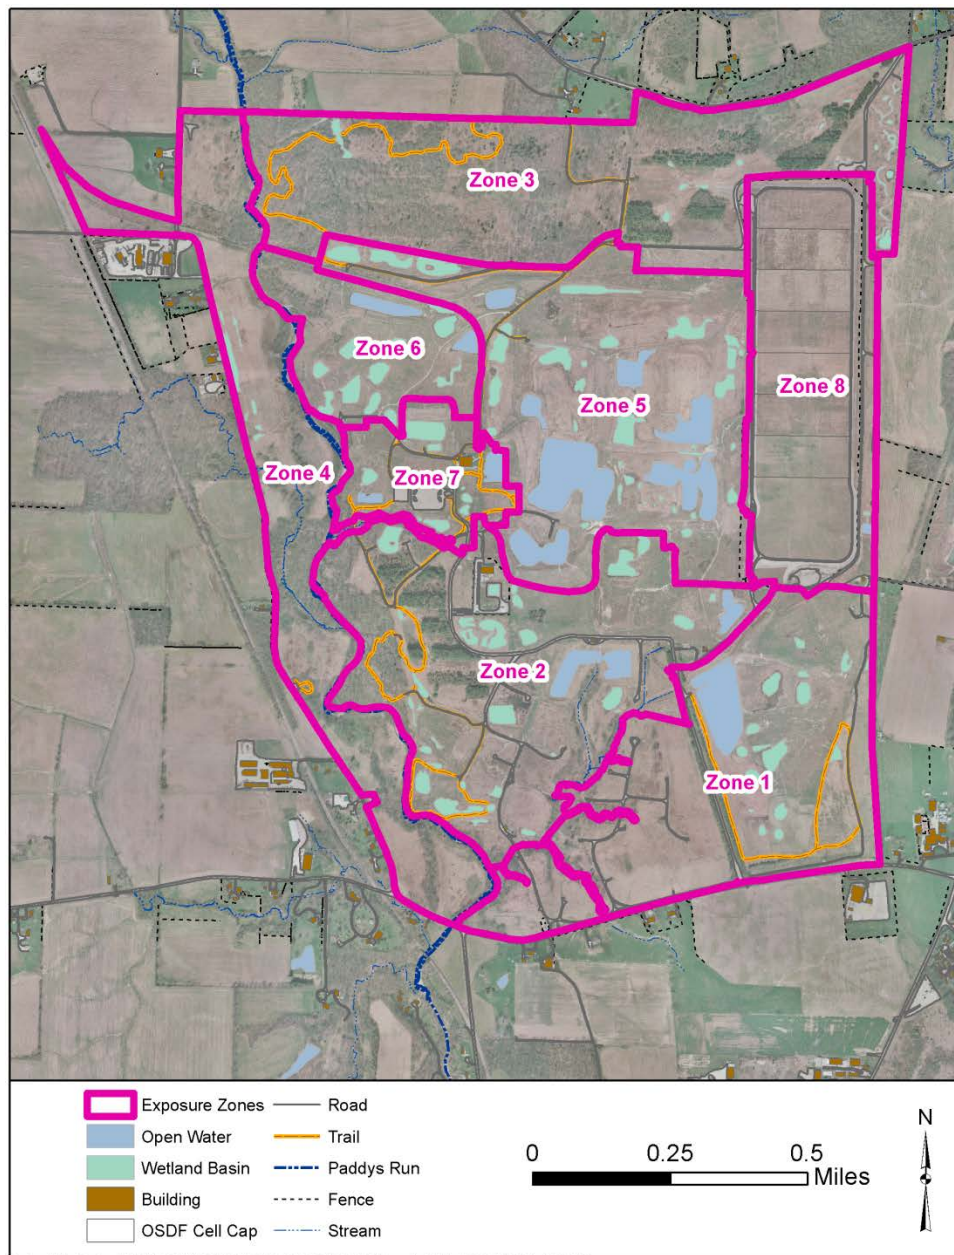 Zone 3
Zone 6
Zone 5
Zone 8
Zone 4
Zone 7
Zone 2
Zone 1
Exposure Zones
Open Water
Wetland Basin
Building
OSDF Cell Cap
Road
Trail
Paddys Run
Fence
Stream
0 0.25 0.5
Miles
N